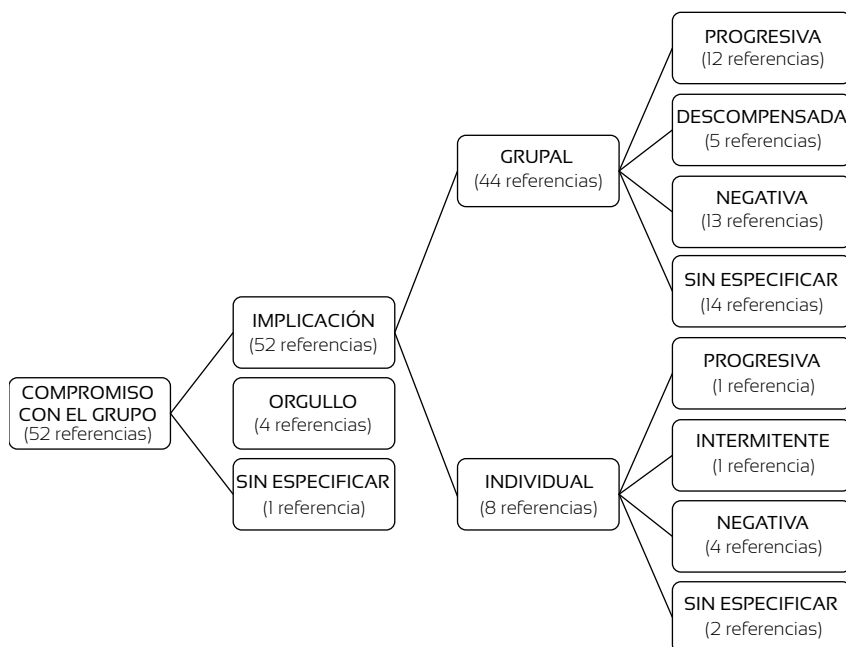 COMPROMISO
CON EL GRUPO
(52 referencias)
IMPLICACIÓN
(52 referencias)
ORGULLO
(4 referencias)
SIN ESPECIFICAR
(1 referencia)
GRUPAL
(44 referencias)
INDIVIDUAL
(8 referencias)
PROGRESIVA
(12 referencias)
DESCOMPENSADA
(5 referencias)
NEGATIVA
(13 referencias)
SIN ESPECIFICAR
(14 referencias)
PROGRESIVA
(1 referencia)
INTERMITENTE
(1 referencia)
NEGATIVA
(4 referencias)
SIN ESPECIFICAR
(2 referencias)